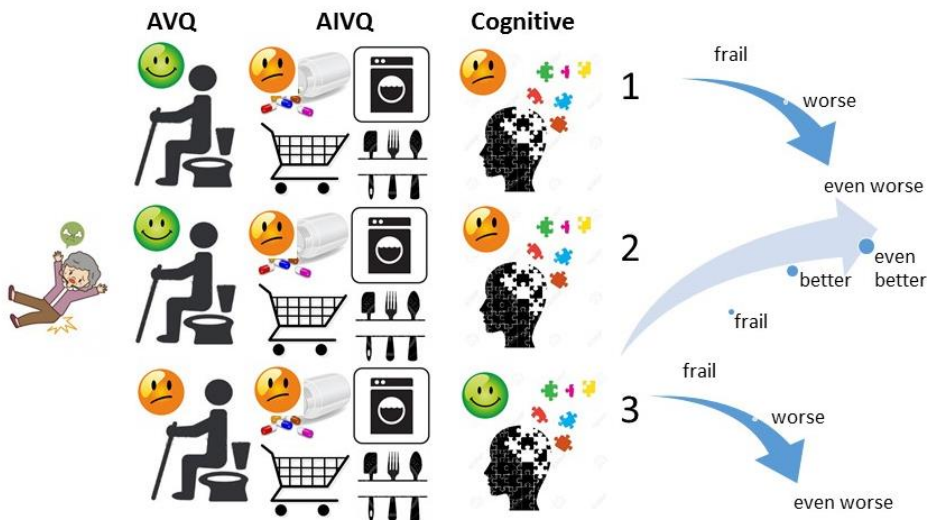 AVQ
AIVQ
Cognitive
1
frail
worse
even worse
2
even
better
better
frail
3
frail
worse
even worse